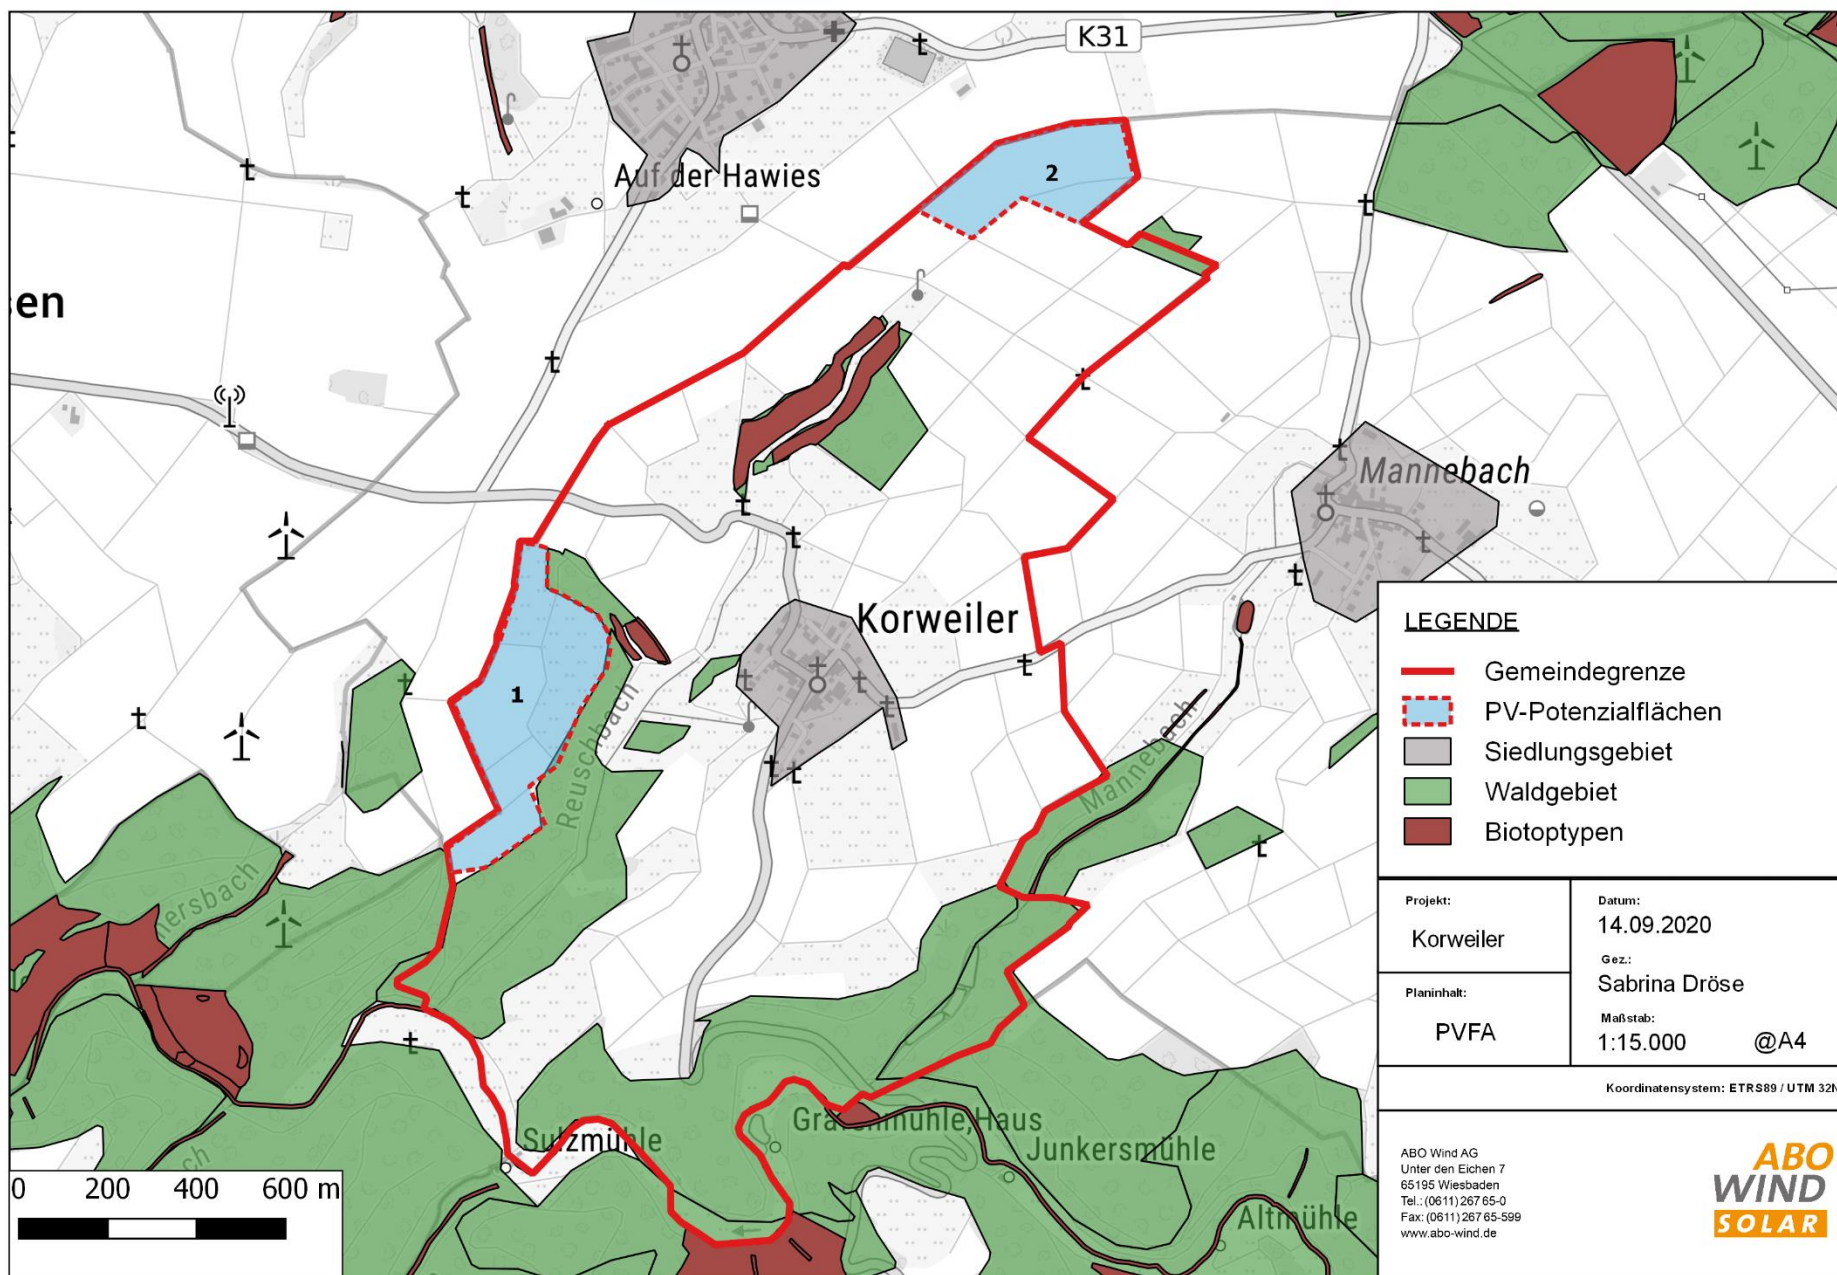 K31
Auf der Hawies
2
en
Mannebach
Korweiler
1
Reuschbach
Mannebach
ersbach
Sulzmühle
Gräfenmühle,Haus
Junkersmühle
Altmühle
ch
0 200 400 600 m
LEGENDE
Gemeindegrenze
PV-Potenzialflächen
Siedlungsgebiet
Waldgebiet
Biotoptypen
Projekt:
Korweiler
Planinhalt:
PVFA
Datum:
14.09.2020
Gez.:
Sabrina Dröse
Maßstab:
1:15.000 @A4
Koordinatensystem: ETRS89 / UTM 32N
ABO Wind AG
Unter den Eichen 7
65195 Wiesbaden
Tel.: (0611) 267 65-0
Fax: (0611) 267 65-599
www.abo-wind.de
ABO
WIND
SOLAR